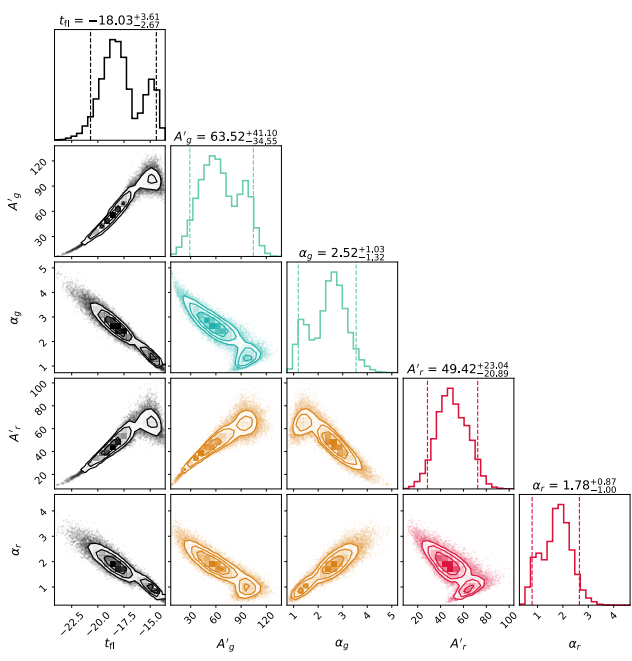 t_fl = −18.03^{+3.61}_{−2.67}
A′_g = 63.52^{+41.10}_{−34.55}
120
90
60
30
A′_g
α_g = 2.52^{+1.03}_{−1.32}
5
4
3
2
1
α_g
A′_r = 49.42^{+23.04}_{−20.89}
100
80
60
40
20
A′_r
α_r = 1.78^{+0.87}_{−1.00}
4
3
2
1
α_r
−22.5 −20.0 −17.5 −15.0 30 60 90 120 1 2 3 4 5 20 40 60 80 100 1 2 3 4
t_fl A′_g α_g A′_r α_r